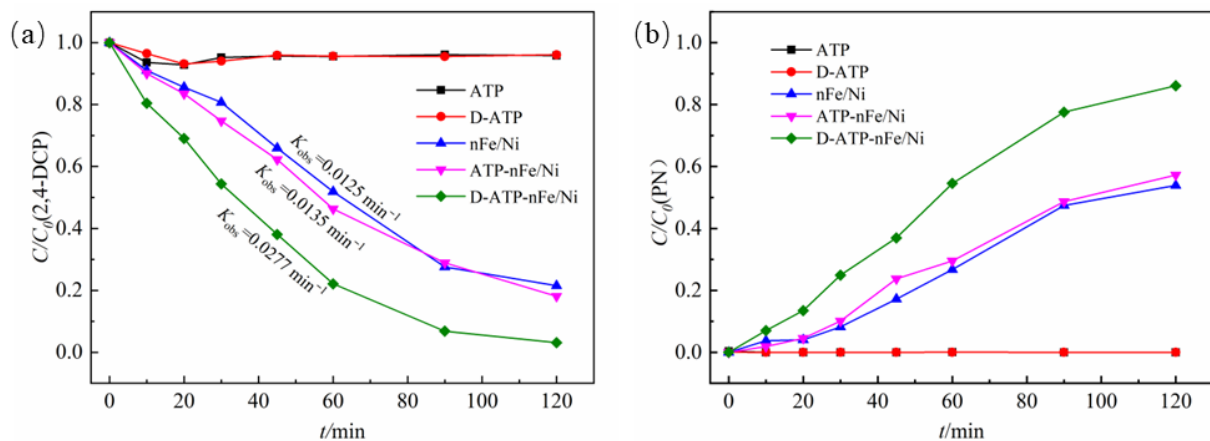 (a)
C/C0(2,4-DCP)
1.0
0.8
0.6
0.4
0.2
0.0
ATP
D-ATP
nFe/Ni
ATP-nFe/Ni
D-ATP-nFe/Ni
Kobs=0.0125 min−1
Kobs=0.0135 min−1
Kobs=0.0277 min−1
0 20 40 60 80 100 120
t/min
(b)
C/C0(PN)
1.0
0.8
0.6
0.4
0.2
0.0
ATP
D-ATP
nFe/Ni
ATP-nFe/Ni
D-ATP-nFe/Ni
0 20 40 60 80 100 120
t/min